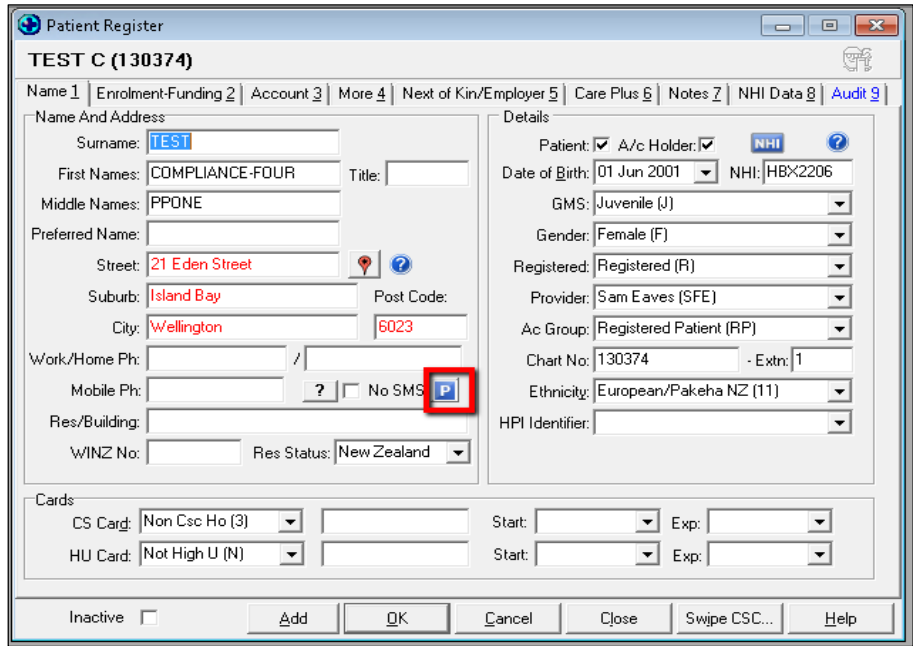 Patient Register
TEST C (130374)
Name 1 Enrolment-Funding 2 Account 3 More 4 Next of Kin/Employer 5 Care Plus 6 Notes 7 NHI Data 8 Audit 9
Name And Address
Surname: TEST
First Names: COMPLIANCE-FOUR Title:
Middle Names: PPONE
Preferred Name:
Street: 21 Eden Street ?
Suburb: Island Bay Post Code:
City: Wellington 6023
Work/Home Ph: /
Mobile Ph: ? No SMS P
Res/Building:
WINZ No: Res Status: New Zealand
Details
Patient: A/c Holder: NHI ?
Date of Birth: 01 Jun 2001 NHI: HBX2206
GMS: Juvenile (J)
Gender: Female (F)
Registered: Registered (R)
Provider: Sam Eaves (SFE)
Ac Group: Registered Patient (RP)
Chart No: 130374 - Extn: 1
Ethnicity: European/Pakeha NZ (11)
HPI Identifier:
Cards
CS Card: Non Csc Ho (3) Start: Exp:
HU Card: Not High U (N) Start: Exp:
Inactive Add OK Cancel Close Swipe CSC... Help